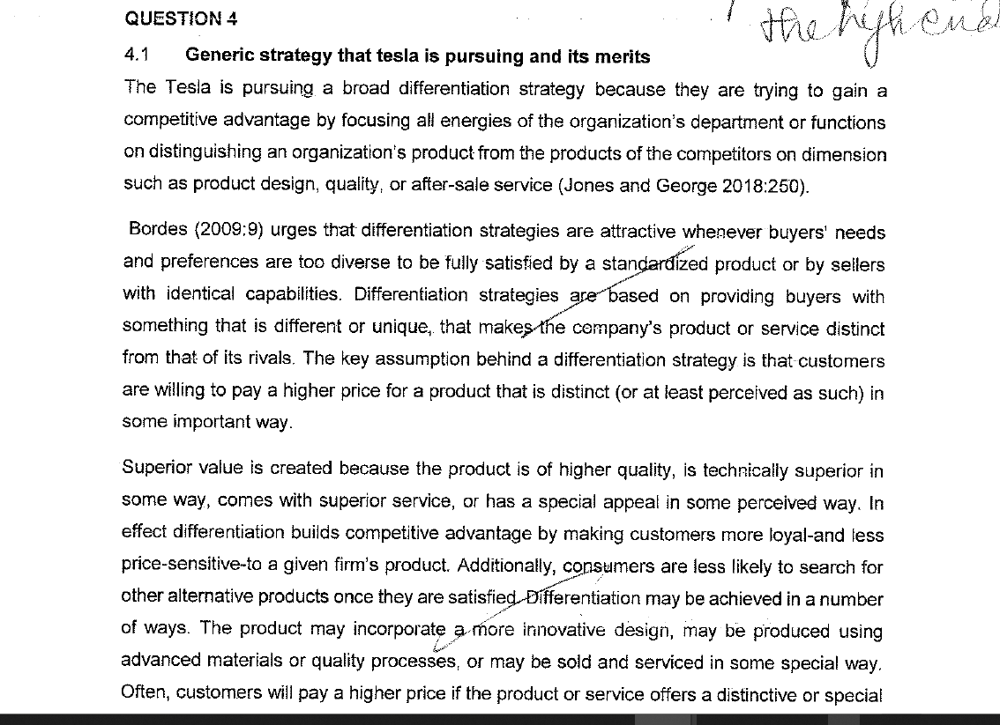 QUESTION 4
the high end
4.1 Generic strategy that tesla is pursuing and its merits
The Tesla is pursuing a broad differentiation strategy because they are trying to gain a
competitive advantage by focusing all energies of the organization's department or functions
on distinguishing an organization's product from the products of the competitors on dimension
such as product design, quality, or after-sale service (Jones and George 2018:250).
Bordes (2009:9) urges that differentiation strategies are attractive whenever buyers' needs
and preferences are too diverse to be fully satisfied by a standardized product or by sellers
with identical capabilities. Differentiation strategies are based on providing buyers with
something that is different or unique, that makes the company's product or service distinct
from that of its rivals. The key assumption behind a differentiation strategy is that customers
are willing to pay a higher price for a product that is distinct (or at least perceived as such) in
some important way.
Superior value is created because the product is of higher quality, is technically superior in
some way, comes with superior service, or has a special appeal in some perceived way. In
effect differentiation builds competitive advantage by making customers more loyal-and less
price-sensitive-to a given firm's product. Additionally, consumers are less likely to search for
other alternative products once they are satisfied. Differentiation may be achieved in a number
of ways. The product may incorporate a more innovative design, may be produced using
advanced materials or quality processes, or may be sold and serviced in some special way.
Often, customers will pay a higher price if the product or service offers a distinctive or special